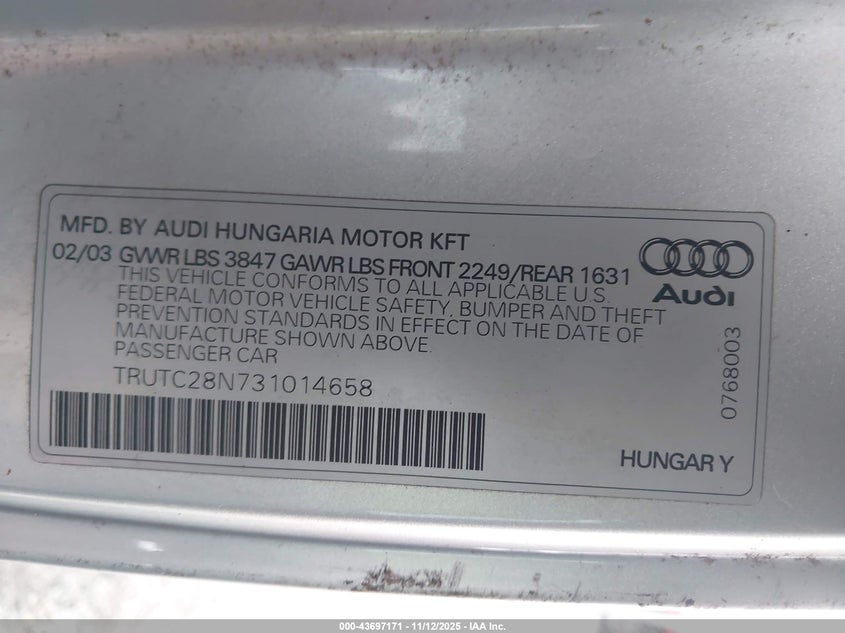 MFD. BY AUDI HUNGARIA MOTOR KFT
02/03 GVWR LBS 3847 GAWR LBS FRONT 2249/REAR 1631
THIS VEHICLE CONFORMS TO ALL APPLICABLE U.S.
FEDERAL MOTOR VEHICLE SAFETY, BUMPER AND THEFT
PREVENTION STANDARDS IN EFFECT ON THE DATE OF
MANUFACTURE SHOWN ABOVE.
PASSENGER CAR
TRUTC28N731014658
Audi
0768003
HUNGARY
000-43697171 - 11/12/2025 - IAA Inc.